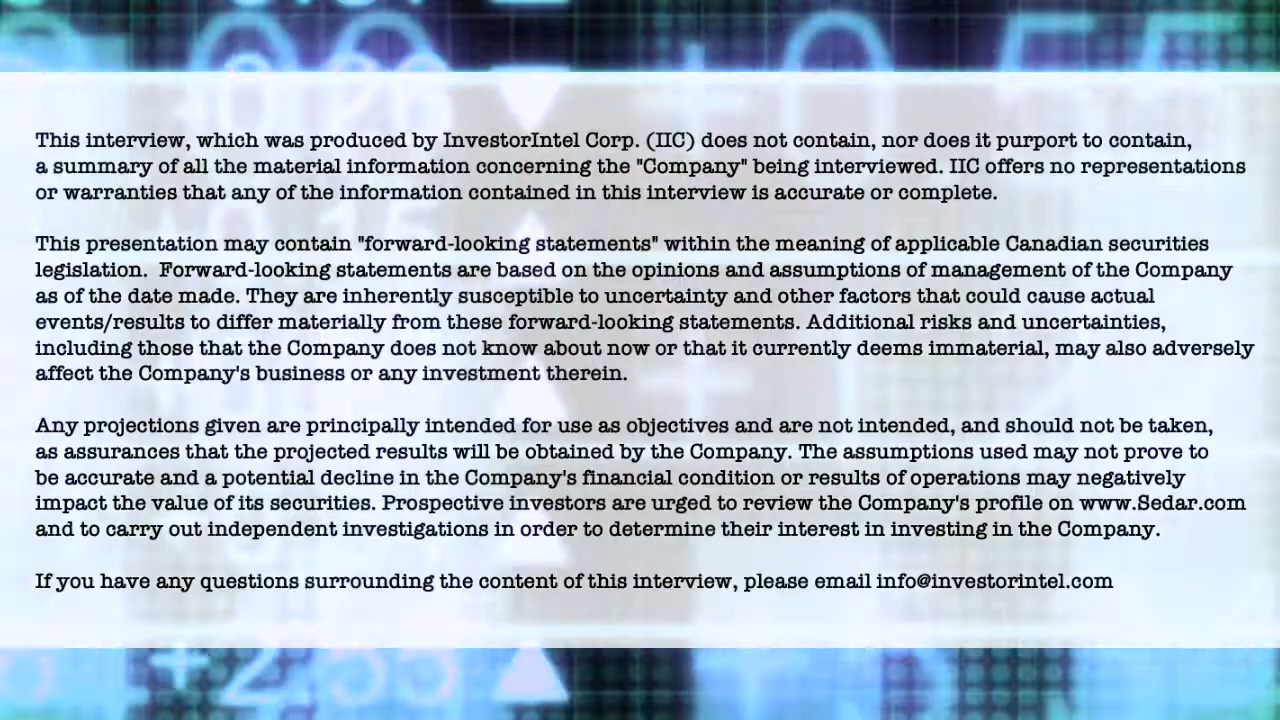 This interview, which was produced by InvestorIntel Corp. (IIC) does not contain, nor does it purport to contain,
a summary of all the material information concerning the "Company" being interviewed. IIC offers no representations
or warranties that any of the information contained in this interview is accurate or complete.
This presentation may contain "forward-looking statements" within the meaning of applicable Canadian securities
legislation.  Forward-looking statements are based on the opinions and assumptions of management of the Company
as of the date made. They are inherently susceptible to uncertainty and other factors that could cause actual
events/results to differ materially from these forward-looking statements. Additional risks and uncertainties,
including those that the Company does not know about now or that it currently deems immaterial, may also adversely
affect the Company's business or any investment therein.
Any projections given are principally intended for use as objectives and are not intended, and should not be taken,
as assurances that the projected results will be obtained by the Company. The assumptions used may not prove to
be accurate and a potential decline in the Company's financial condition or results of operations may negatively
impact the value of its securities. Prospective investors are urged to review the Company's profile on www.Sedar.com
and to carry out independent investigations in order to determine their interest in investing in the Company.
If you have any questions surrounding the content of this interview, please email info@investorintel.com
+2.55